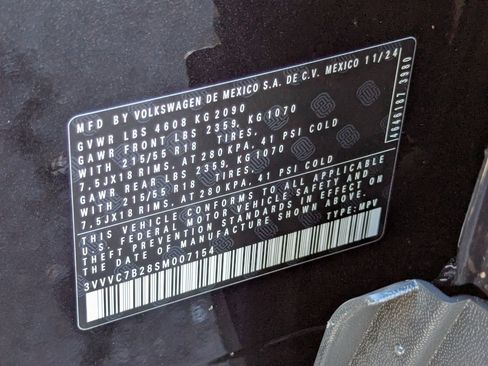 MFD BY VOLKSWAGEN DE MEXICO S.A. DE C.V. MEXICO 11/24
GVWR LBS 4608 KG 2090
GAWR FRONT LBS 2359, KG 1070
WITH 215/55 R18 TIRES,
7.5JX18 RIMS, AT 280 KPA, 41 PSI COLD
GAWR REAR LBS 2359, KG 1070
WITH 215/55 R18 TIRES,
7.5JX18 RIMS, AT 280 KPA, 41 PSI COLD
THIS VEHICLE CONFORMS TO ALL APPLICABLE
U.S. FEDERAL MOTOR VEHICLE SAFETY AND
THEFT PREVENTION STANDARDS IN EFFECT ON
THE DATE OF MANUFACTURE SHOWN ABOVE.
3VVVC7B28SM007154 TYPE: MPV